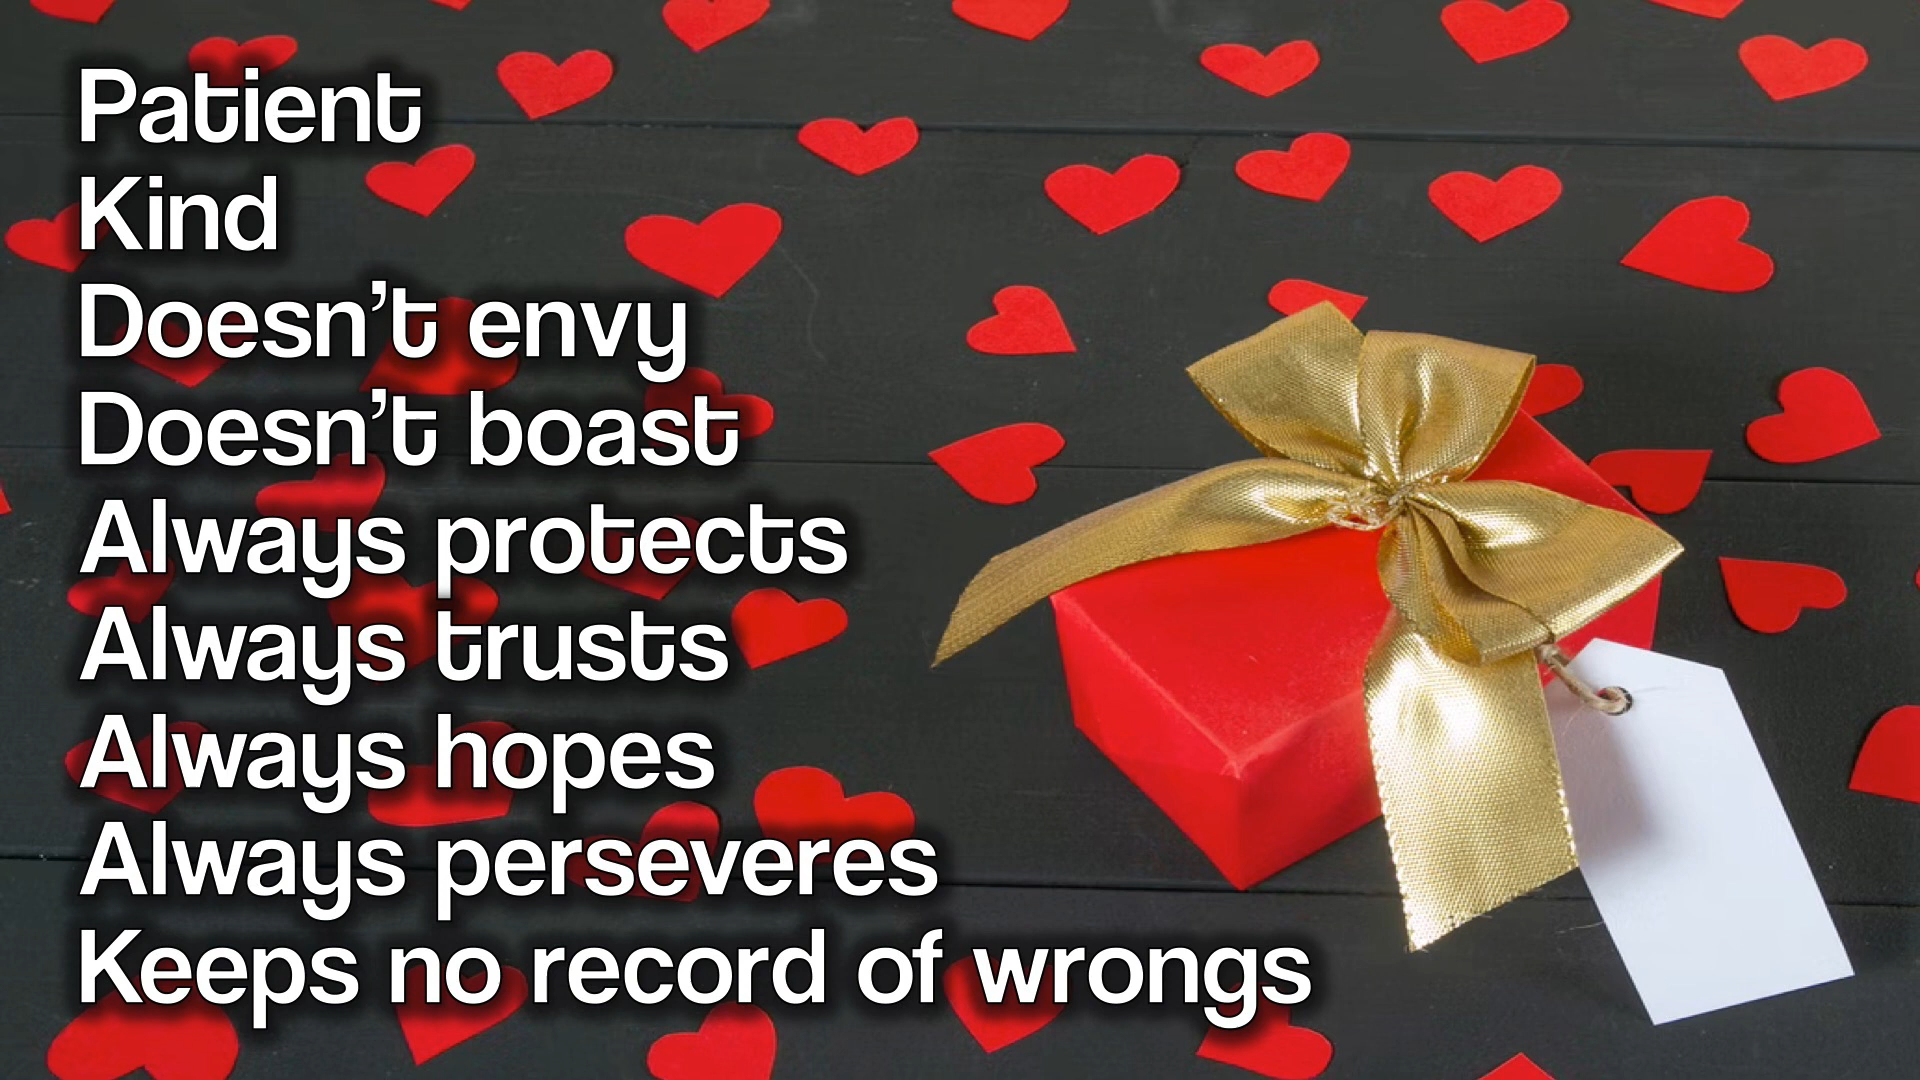 Patient
Kind
Doesn’t envy
Doesn’t boast
Always protects
Always trusts
Always hopes
Always perseveres
Keeps no record of wrongs